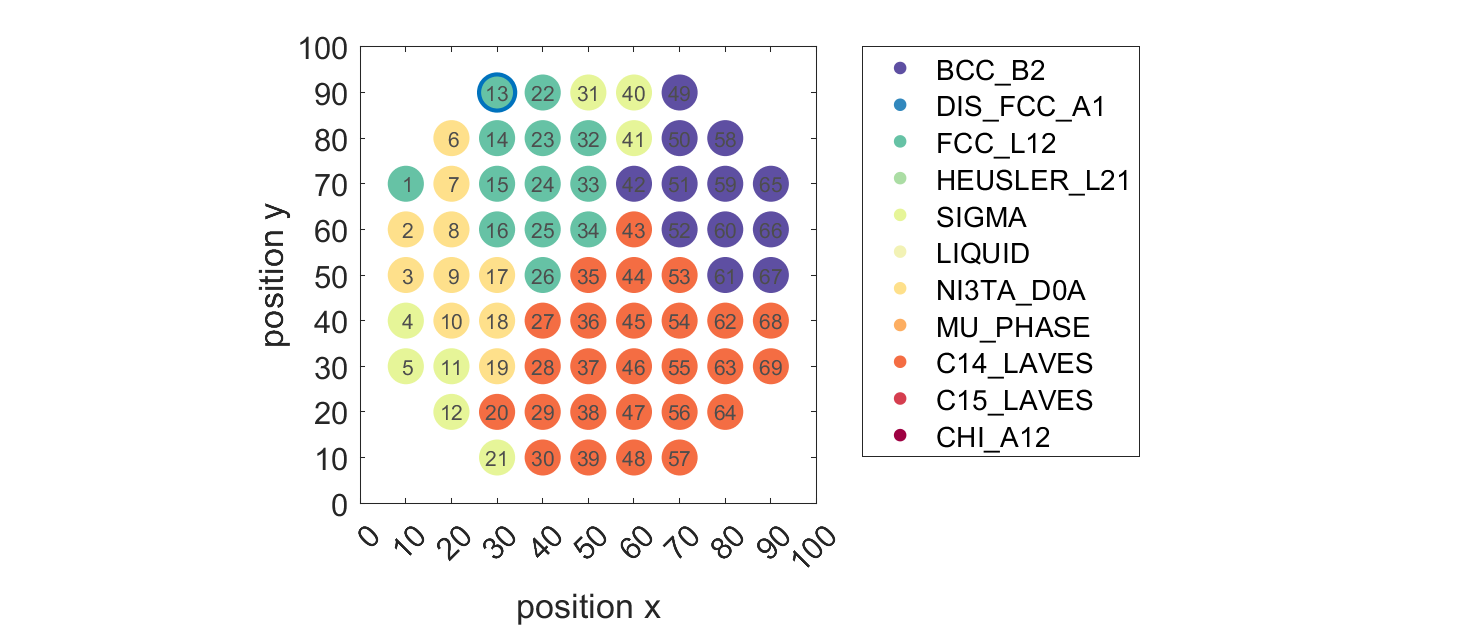 100
90
80
70
60
50
40
30
20
10
0
position y
13 22 31 40 49
6 14 23 32 41 50 58
1 7 15 24 33 42 51 59 65
2 8 16 25 34 43 52 60 66
3 9 17 26 35 44 53 61 67
4 10 18 27 36 45 54 62 68
5 11 19 28 37 46 55 63 69
12 20 29 38 47 56 64
21 30 39 48 57
0 10 20 30 40 50 60 70 80 90 100
position x
BCC_B2
DIS_FCC_A1
FCC_L12
HEUSLER_L21
SIGMA
LIQUID
NI3TA_D0A
MU_PHASE
C14_LAVES
C15_LAVES
CHI_A12